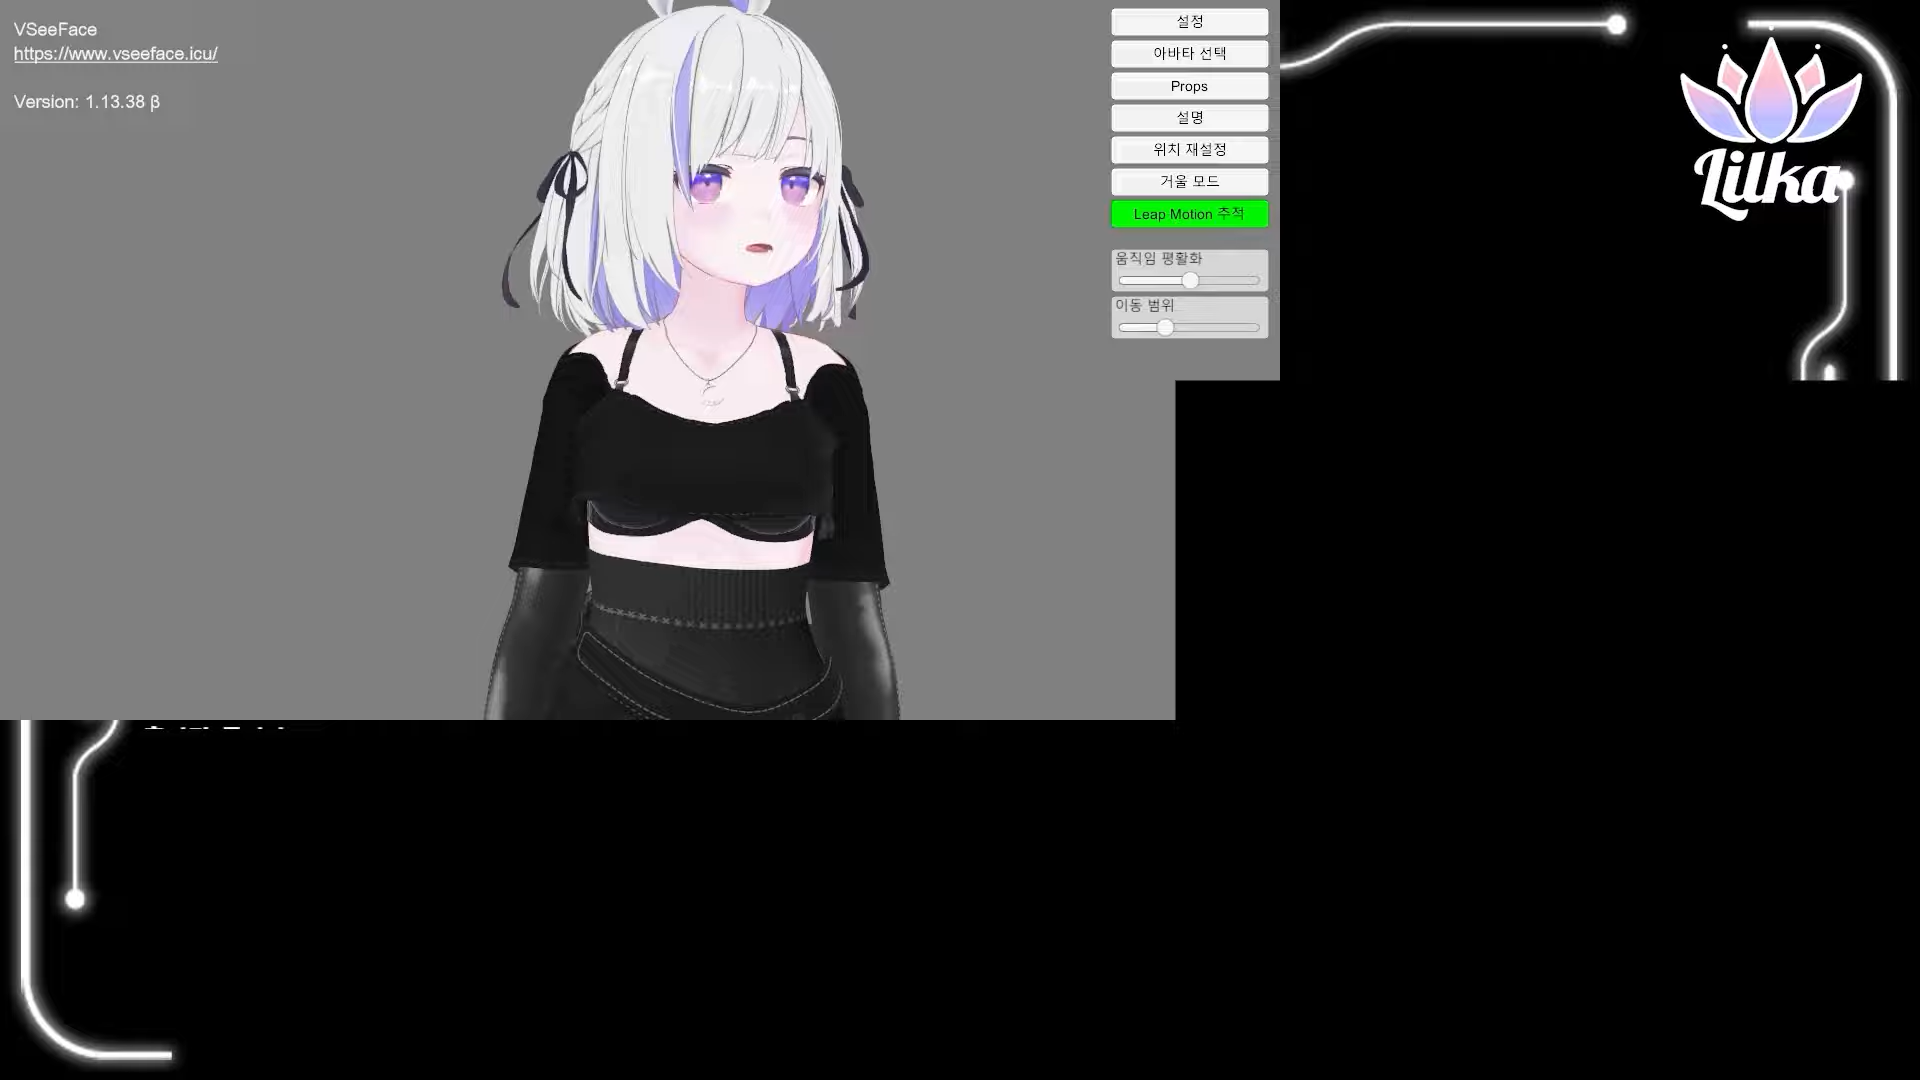 VSeeFace
https://www.vseeface.icu/
Version: 1.13.38 β
설정
아바타 선택
Props
설명
위치 재설정
거울 모드
Leap Motion 추적
움직임 평활화
이동 범위
Lilka